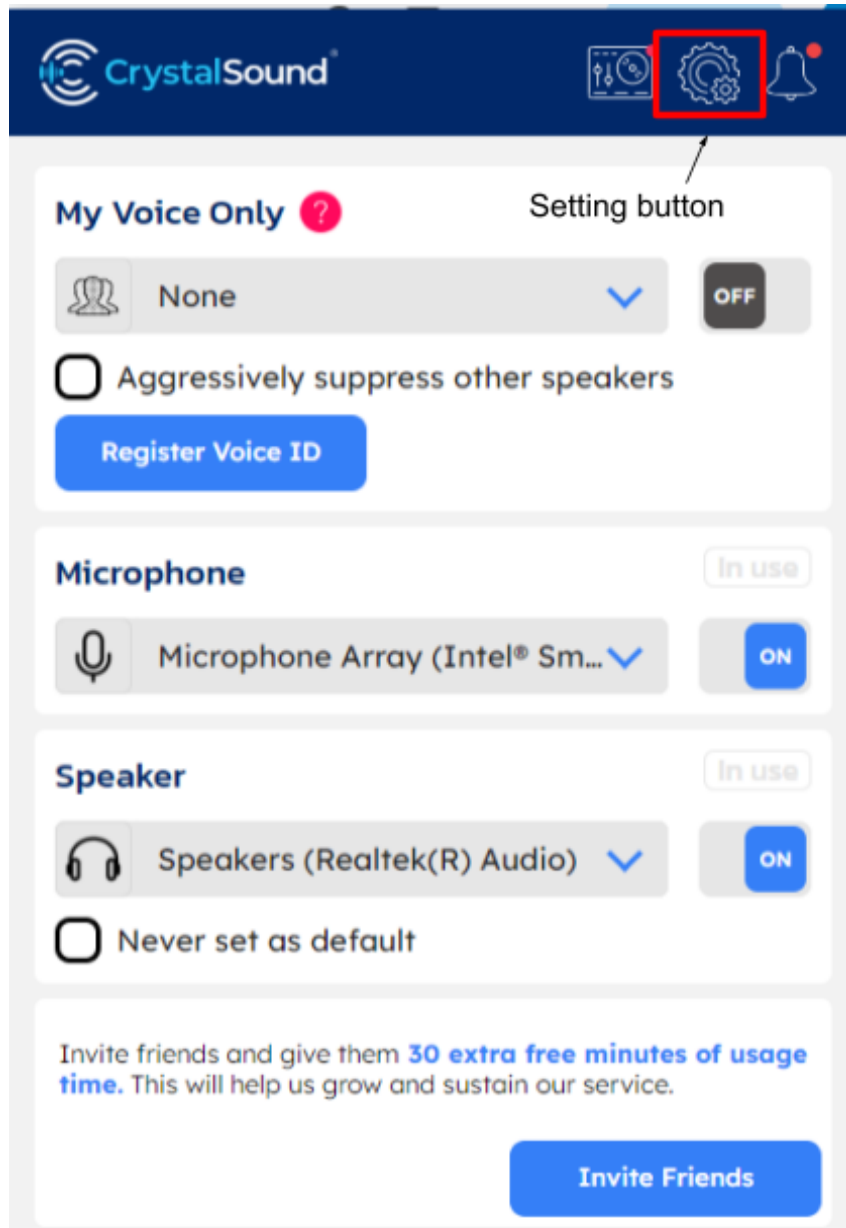 CrystalSound
Setting button
My Voice Only ?
None
OFF
Aggressively suppress other speakers
Register Voice ID
Microphone
In use
Microphone Array (Intel® Sm...
ON
Speaker
In use
Speakers (Realtek(R) Audio)
ON
Never set as default
Invite friends and give them 30 extra free minutes of usage
time. This will help us grow and sustain our service.
Invite Friends